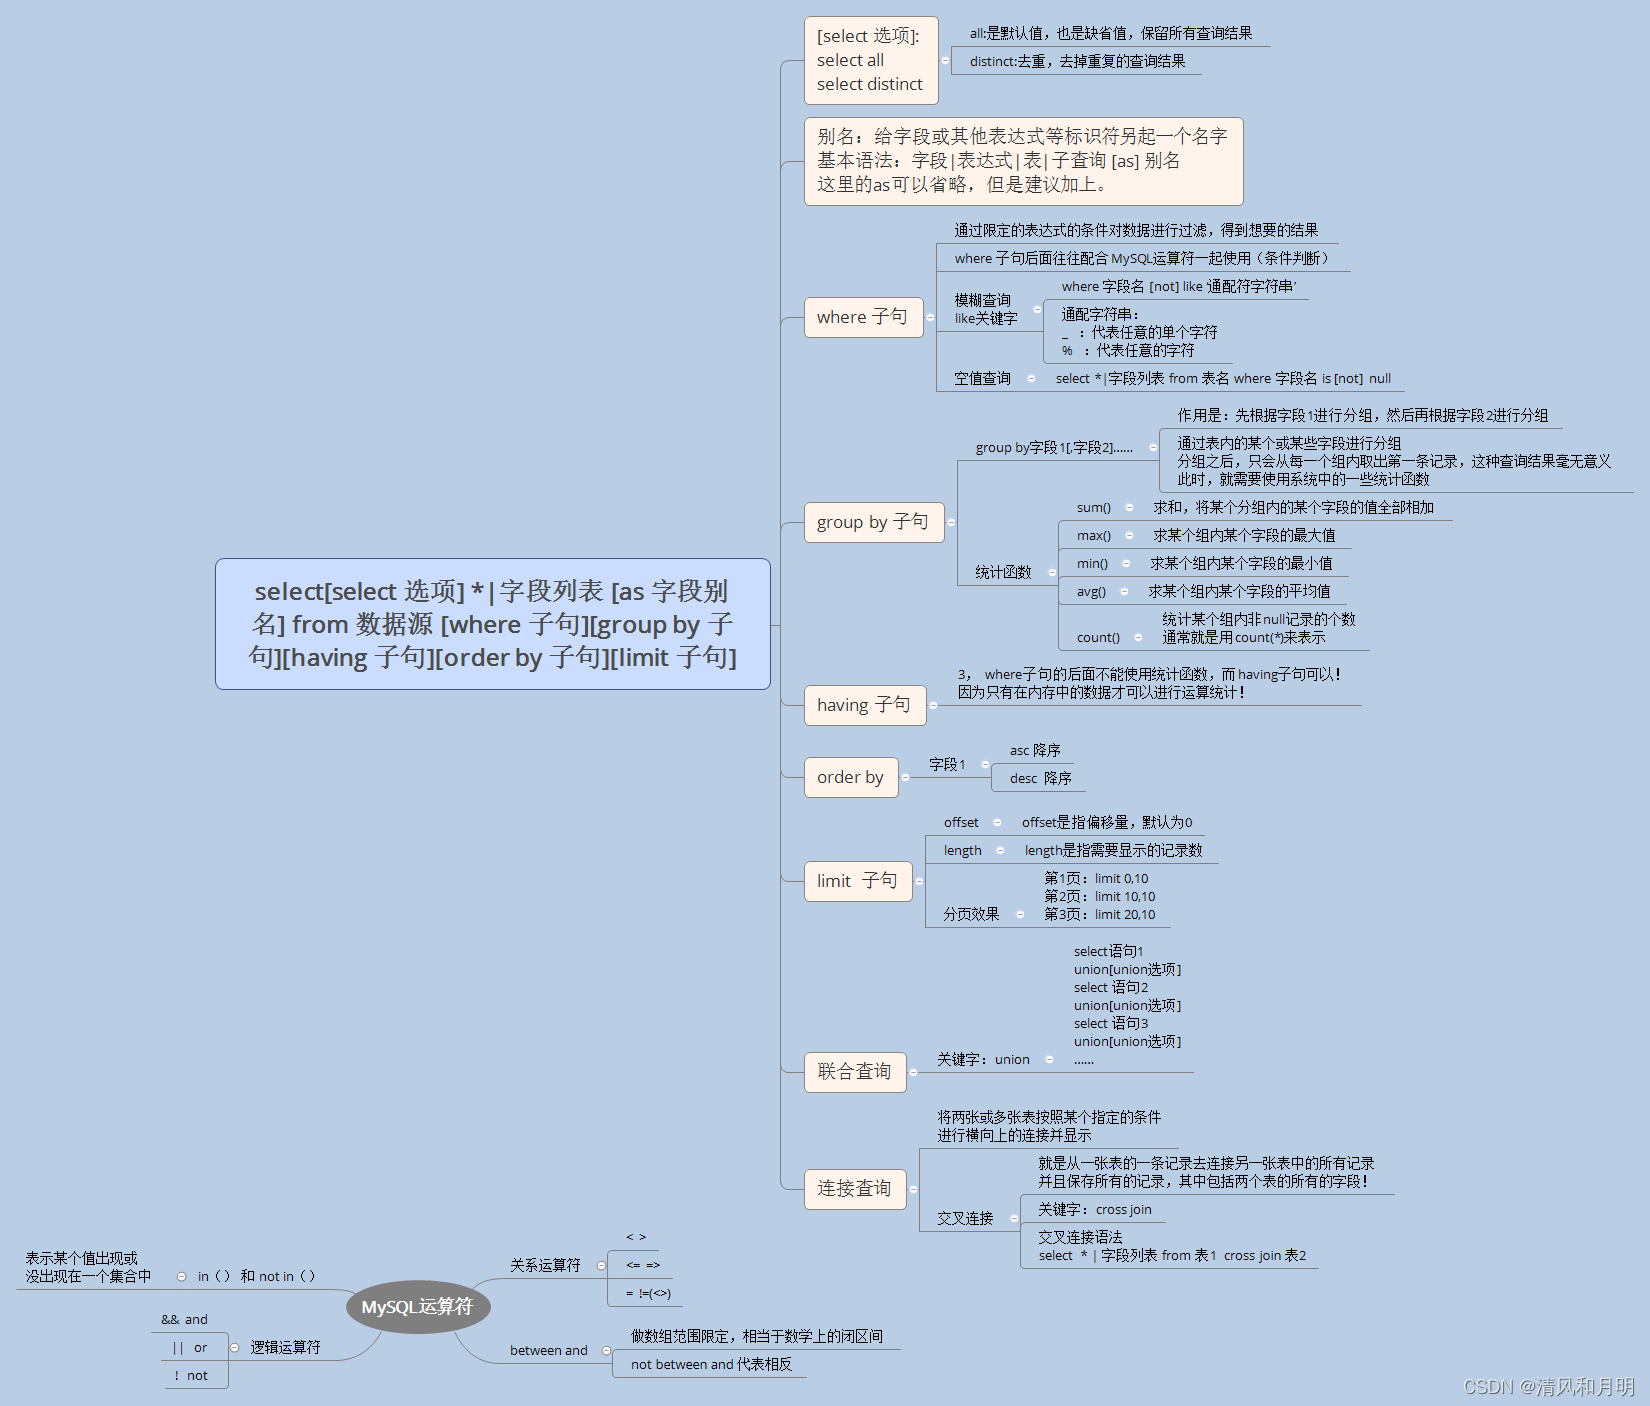 [select 选项]:
select all
select distinct
all:是默认值，也是缺省值，保留所有查询结果
distinct:去重，去掉重复的查询结果
别名：给字段或其他表达式等标识符另起一个名字
基本语法：字段|表达式|表|子查询 [as] 别名
这里的as可以省略，但是建议加上。
where 子句
通过限定的表达式的条件对数据进行过滤，得到想要的结果
where 子句后面往往配合 MySQL运算符一起使用（条件判断）
模糊查询
like关键字
where 字段名 [not] like ‘通配符字符串’
通配字符串：
_ ：代表任意的单个字符
% ：代表任意的字符
空值查询
select *|字段列表 from 表名 where 字段名 is [not] null
group by 子句
group by字段1[,字段2]......
作用是：先根据字段1进行分组，然后再根据字段2进行分组
通过表内的某个或某些字段进行分组
分组之后，只会从每一个组内取出第一条记录，这种查询结果毫无意义
此时，就需要使用系统中的一些统计函数
统计函数
sum()
求和，将某个分组内的某个字段的值全部相加
max()
求某个组内某个字段的最大值
min()
求某个组内某个字段的最小值
avg()
求某个组内某个字段的平均值
count()
统计某个组内非null记录的个数
通常就是用count(*)来表示
select[select 选项] *|字段列表 [as 字段别
名] from 数据源 [where 子句][group by 子
句][having 子句][order by 子句][limit 子句]
having 子句
3， where子句的后面不能使用统计函数，而having子句可以！
因为只有在内存中的数据才可以进行运算统计！
order by
字段1
asc 降序
desc 降序
limit 子句
offset
offset是指偏移量，默认为0
length
length是指需要显示的记录数
分页效果
第1页：limit 0,10
第2页：limit 10,10
第3页：limit 20,10
联合查询
关键字：union
select语句1
union[union选项]
select 语句2
union[union选项]
select 语句3
union[union选项]
......
连接查询
将两张或多张表按照某个指定的条件
进行横向上的连接并显示
交叉连接
就是从一张表的一条记录去连接另一张表中的所有记录
并且保存所有的记录，其中包括两个表的所有的字段！
关键字：cross join
交叉连接语法
select * | 字段列表 from 表1 cross join 表2
MySQL运算符
表示某个值出现或
没出现在一个集合中
in（） 和 not in（）
逻辑运算符
&& and
|| or
! not
关系运算符
< >
<= =>
= !=(<>)
between and
做数组范围限定，相当于数学上的闭区间
not between and 代表相反
CSDN @清风和月明